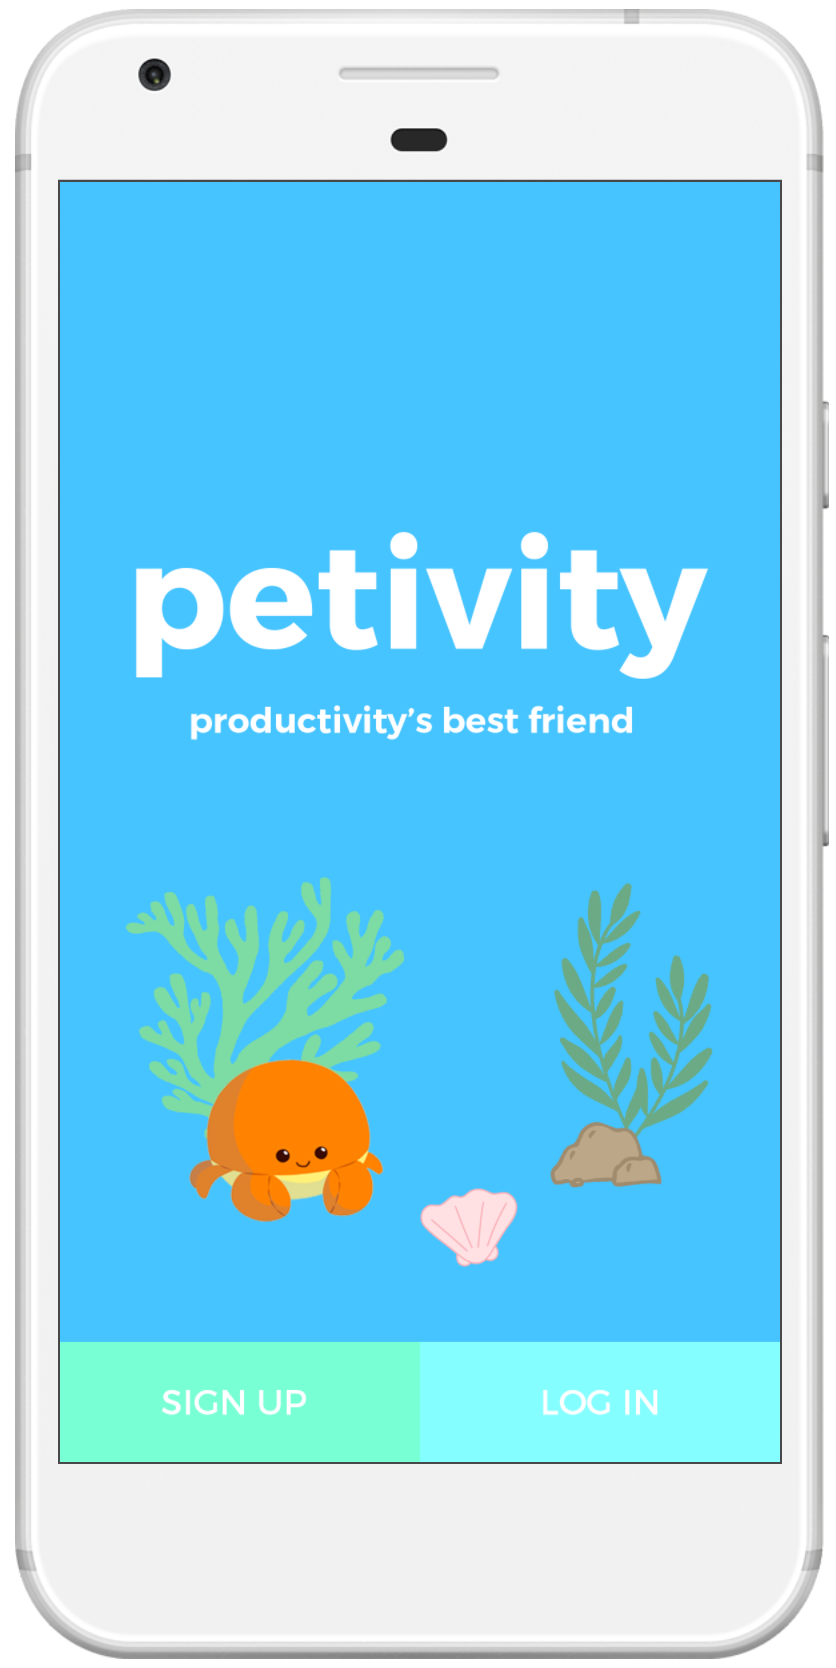 petivity
productivity’s best friend
SIGN UP
LOG IN